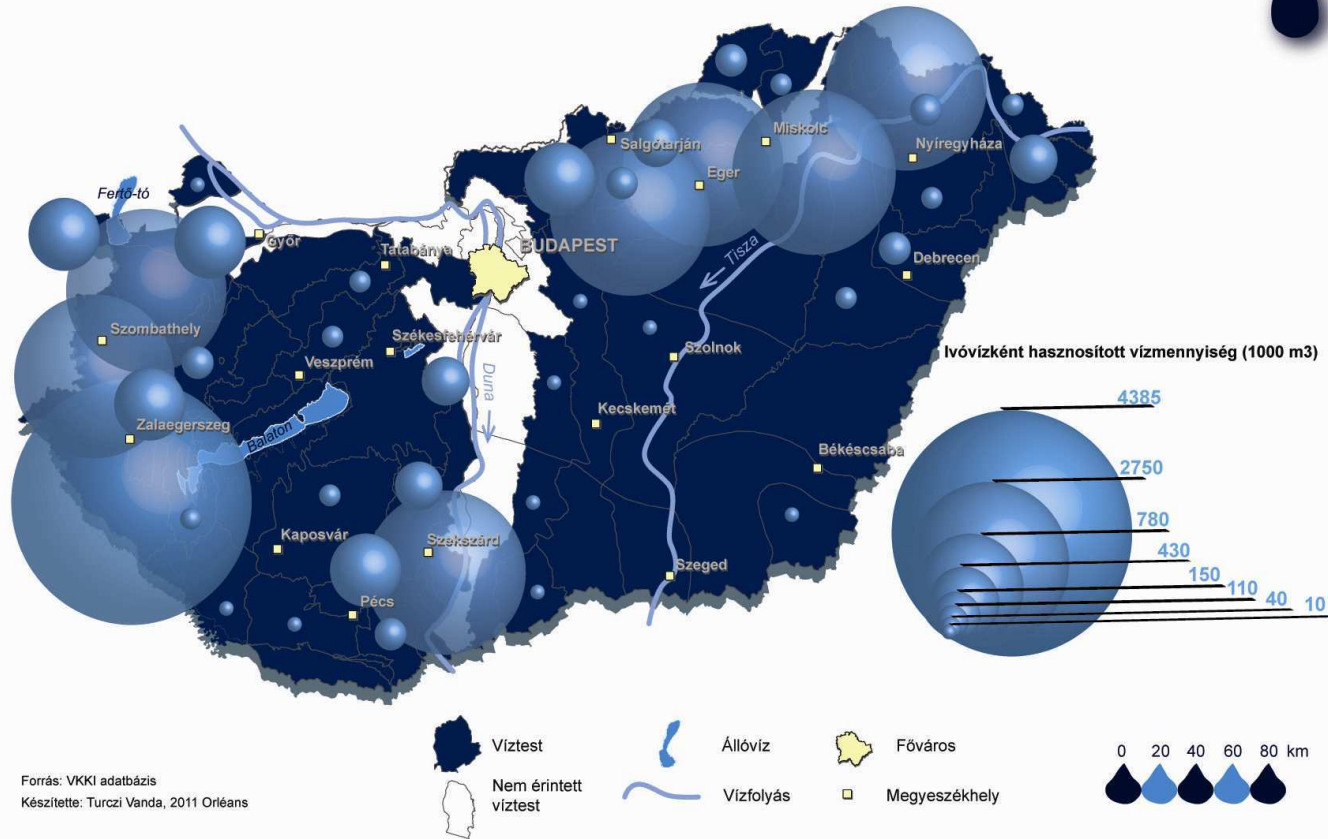 Salgótarján
Miskolc
Nyíregyháza
Eger
Fertő-tó
Győr
Tatabánya
BUDAPEST
Tisza
Debrecen
Szombathely
Székesfehérvár
Veszprém
Szolnok
Duna
Kecskemét
Zalaegerszeg
Balaton
Békéscsaba
Kaposvár
Szekszárd
Szeged
Pécs
Ivóvízként hasznosított vízmennyiség (1000 m3)
4385
2750
780
430
150
110
40
10
Víztest
Állóvíz
Főváros
Nem érintett
víztest
Vízfolyás
Megyeszékhely
0 20 40 60 80 km
Forrás: VKKI adatbázis
Készítette: Turczi Vanda, 2011 Orléans